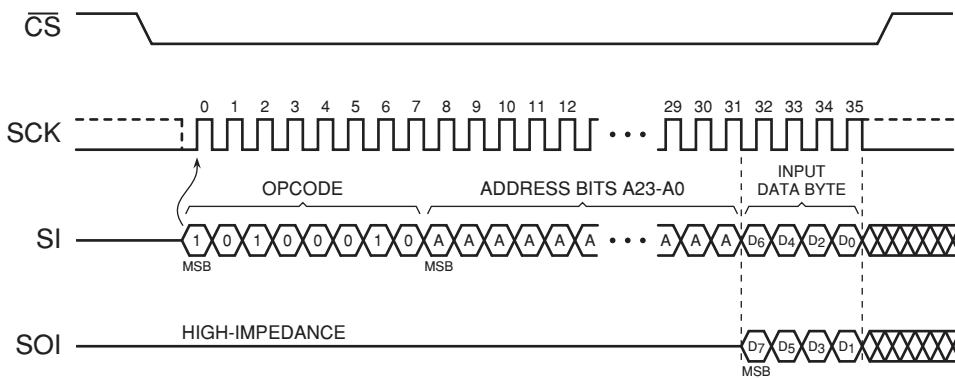 CS
0 1 2 3 4 5 6 7 8 9 10 11 12 29 30 31 32 33 34 35
SCK
OPCODE
ADDRESS BITS A23-A0
INPUT
DATA BYTE
SI 1 0 1 0 0 0 1 0 A A A A A A A A A D6 D4 D2 D0
MSB MSB
HIGH-IMPEDANCE
SOI D7 D5 D3 D1
MSB